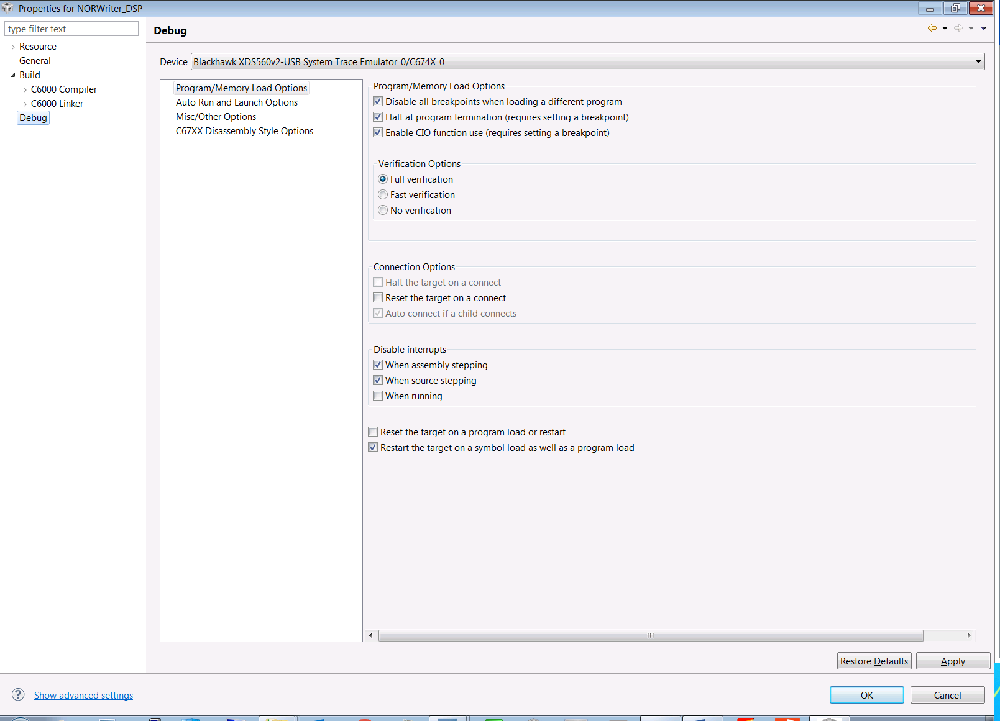 Properties for NORWriter_DSP
type filter text
Resource
General
Build
C6000 Compiler
C6000 Linker
Debug
Debug
Device Blackhawk XDS560v2-USB System Trace Emulator_0/C674X_0
Program/Memory Load Options
Auto Run and Launch Options
Misc/Other Options
C67XX Disassembly Style Options
Program/Memory Load Options
Disable all breakpoints when loading a different program
Halt at program termination (requires setting a breakpoint)
Enable CIO function use (requires setting a breakpoint)
Verification Options
Full verification
Fast verification
No verification
Connection Options
Halt the target on a connect
Reset the target on a connect
Auto connect if a child connects
Disable interrupts
When assembly stepping
When source stepping
When running
Reset the target on a program load or restart
Restart the target on a symbol load as well as a program load
Restore Defaults
Apply
? Show advanced settings
OK
Cancel